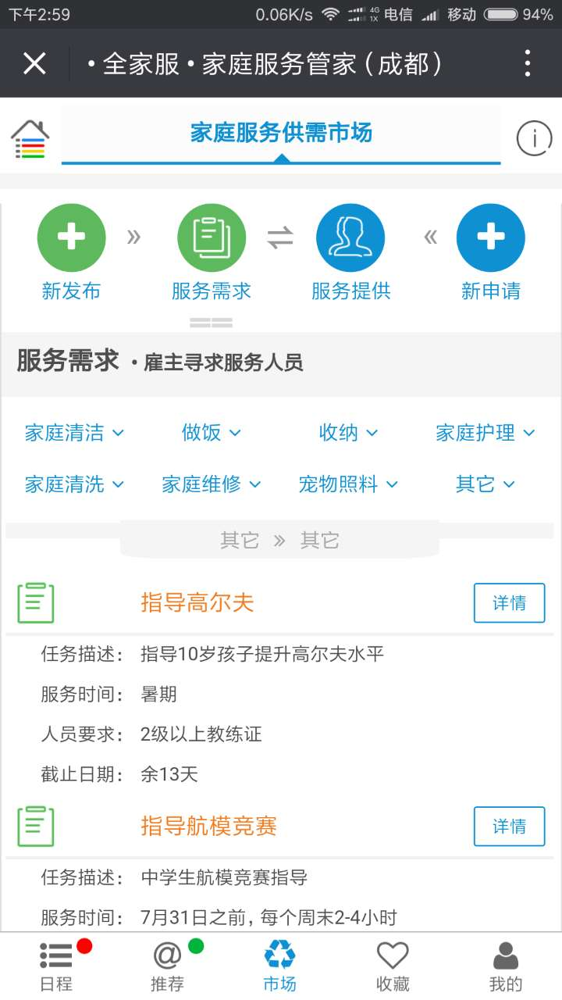 下午2:59 0.06K/s 4G 1X 电信 移动 94%
•全家服•家庭服务管家（成都）
家庭服务供需市场
新发布 服务需求 服务提供 新申请
服务需求 •雇主寻求服务人员
家庭清洁 做饭 收纳 家庭护理
家庭清洗 家庭维修 宠物照料 其它
其它 » 其它
指导高尔夫 详情
任务描述： 指导10岁孩子提升高尔夫水平
服务时间： 暑期
人员要求： 2级以上教练证
截止日期： 余13天
指导航模竞赛 详情
任务描述： 中学生航模竞赛指导
服务时间： 7月31日之前，每个周末2-4小时
日程 推荐 市场 收藏 我的